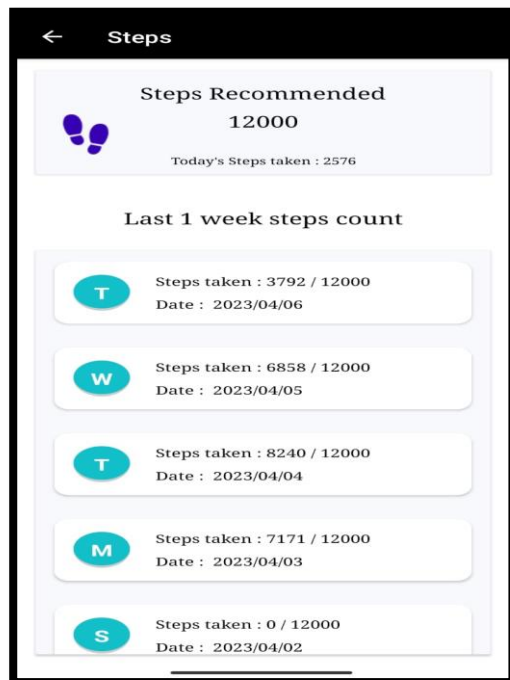 Steps
Steps Recommended
12000
Today's Steps taken : 2576
Last 1 week steps count
T
Steps taken : 3792 / 12000
Date : 2023/04/06
W
Steps taken : 6858 / 12000
Date : 2023/04/05
T
Steps taken : 8240 / 12000
Date : 2023/04/04
M
Steps taken : 7171 / 12000
Date : 2023/04/03
S
Steps taken : 0 / 12000
Date : 2023/04/02